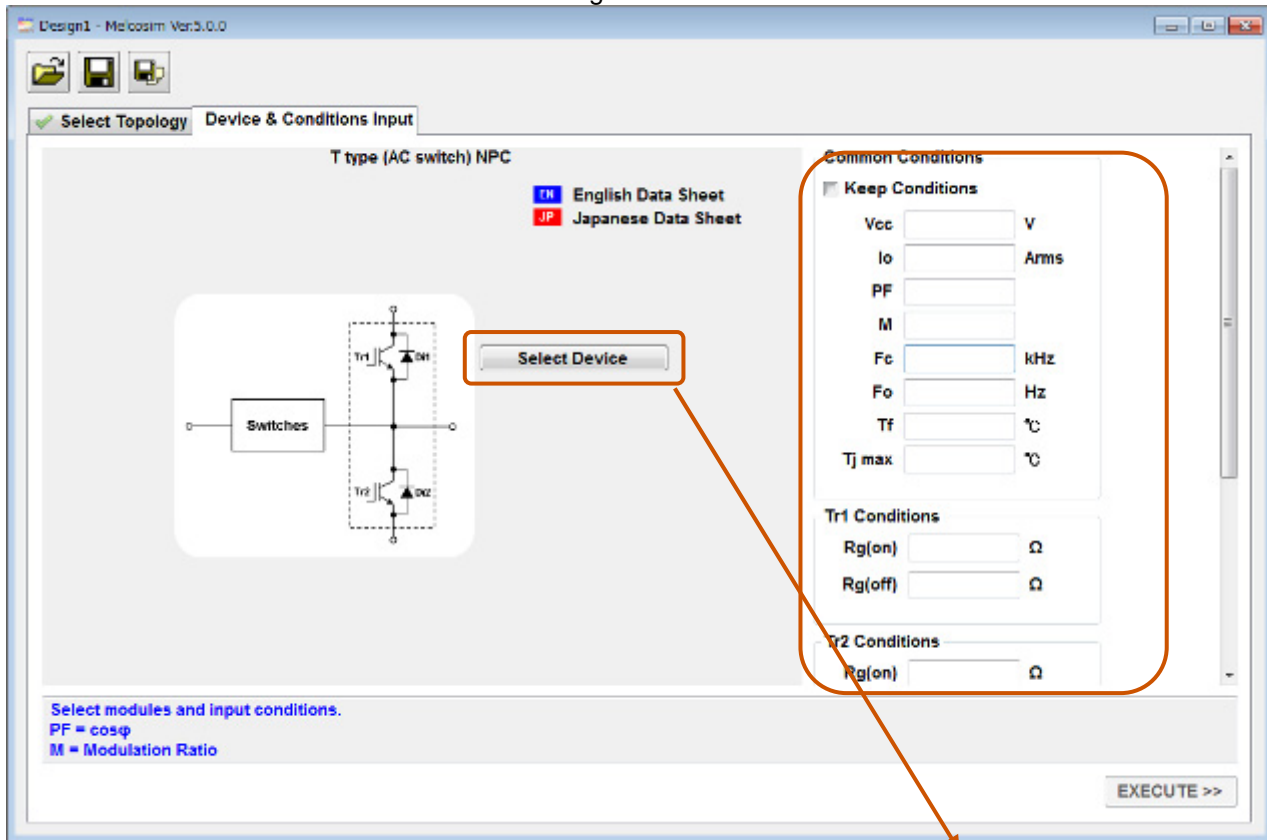 Design1 - Melcosim Ver.5.0.0
Select Topology
Device & Conditions Input
T type (AC switch) NPC
EN English Data Sheet
JP Japanese Data Sheet
Tr1
Di1
Select Device
Switches
Tr2
Di2
Common Conditions
Keep Conditions
Vcc V
Io Arms
PF
M
Fc kHz
Fo Hz
Tf ℃
Tj max ℃
Tr1 Conditions
Rg(on) Ω
Rg(off) Ω
Tr2 Conditions
Rg(on) Ω
Select modules and input conditions.
PF = cosφ
M = Modulation Ratio
EXECUTE >>